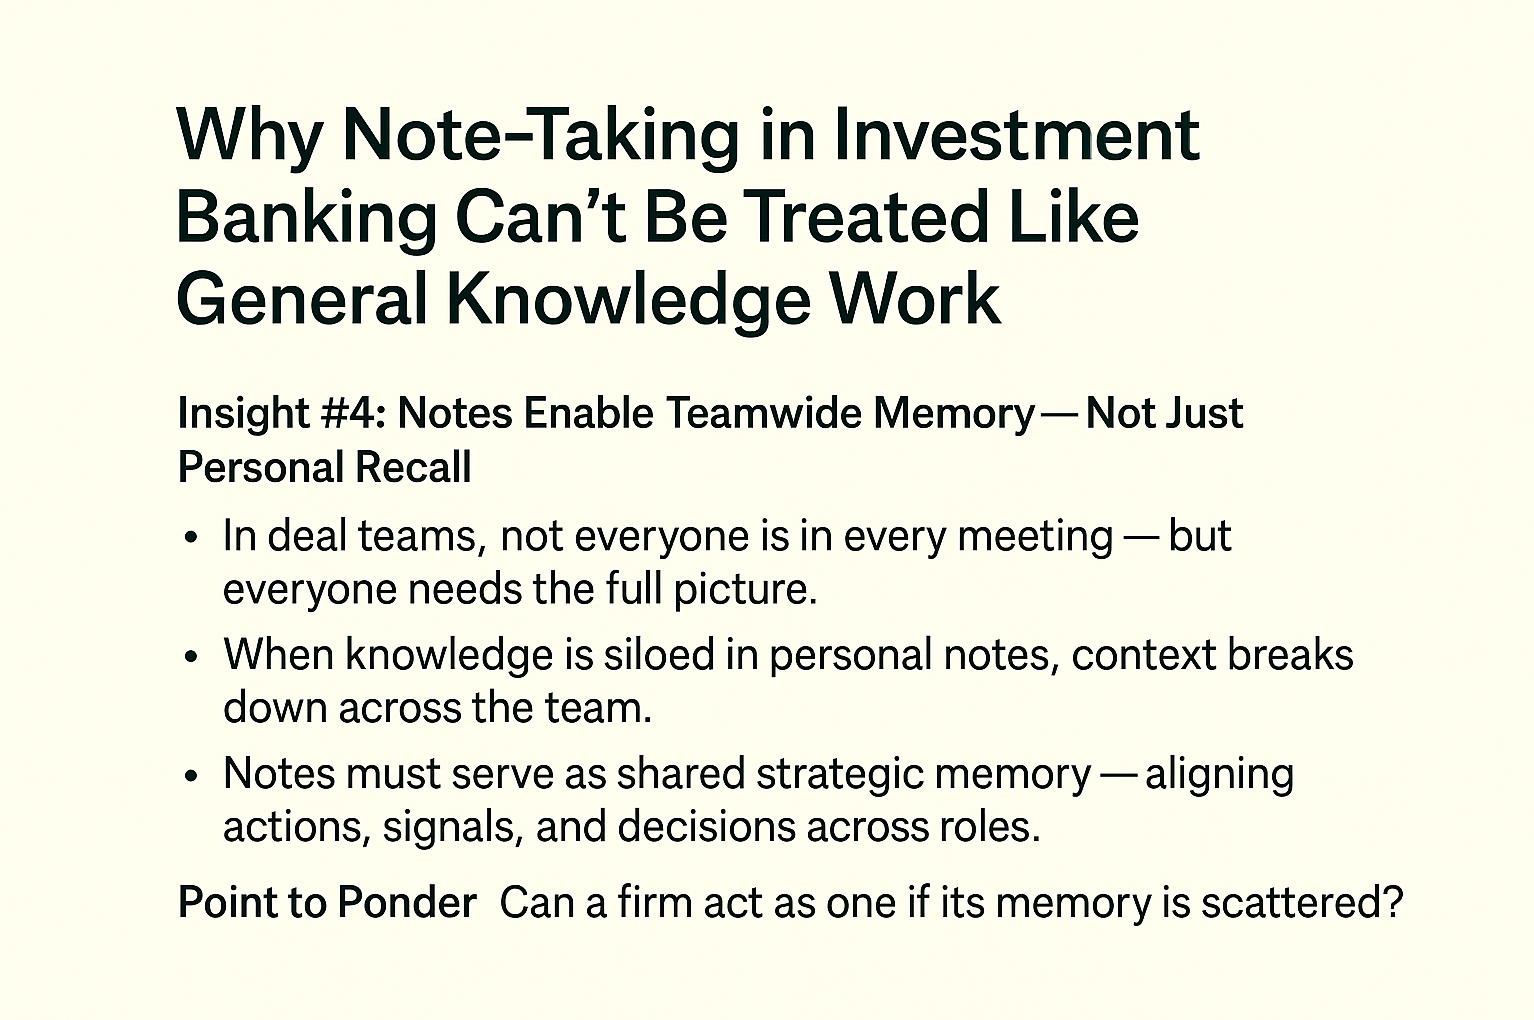 Why Note-Taking in Investment
Banking Can’t Be Treated Like
General Knowledge Work
Insight #4: Notes Enable Teamwide Memory — Not Just
Personal Recall
• In deal teams, not everyone is in every meeting — but
everyone needs the full picture.
• When knowledge is siloed in personal notes, context breaks
down across the team.
• Notes must serve as shared strategic memory — aligning
actions, signals, and decisions across roles.
Point to Ponder Can a firm act as one if its memory is scattered?